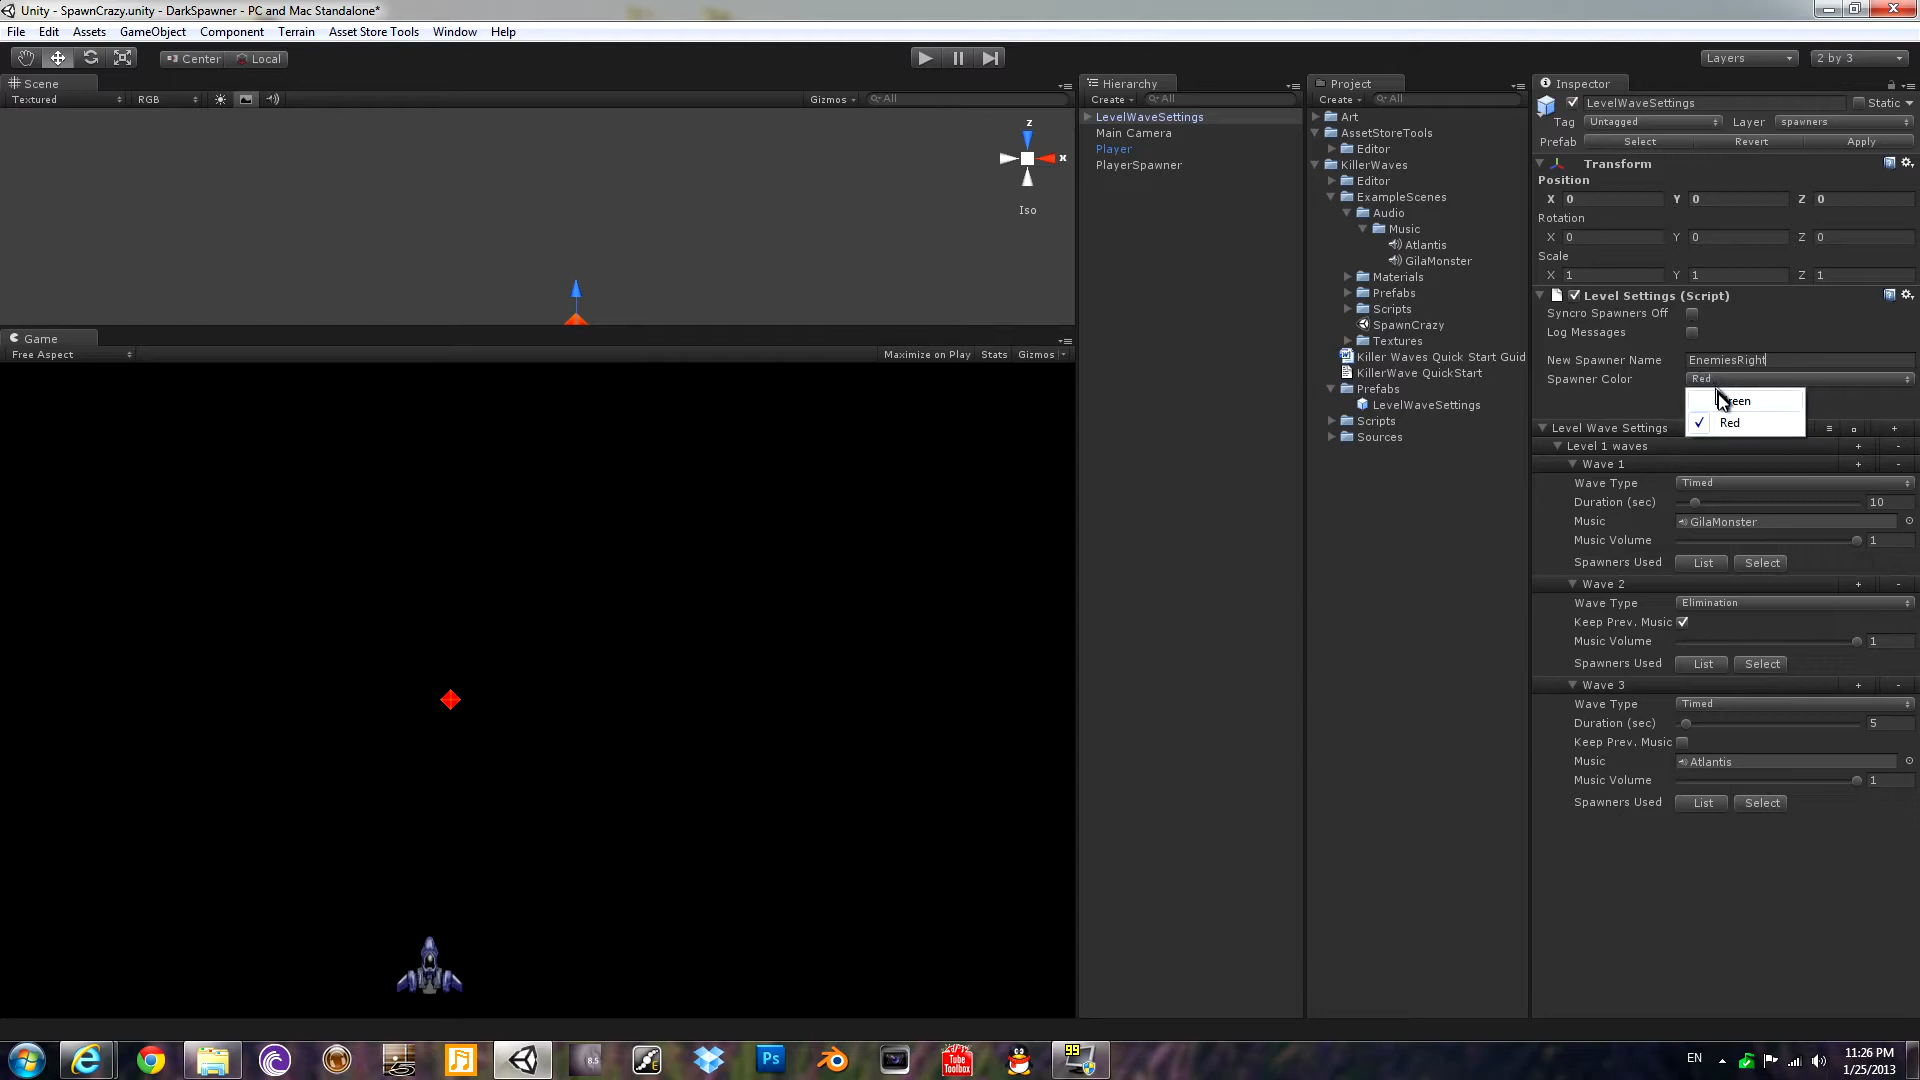 Unity - SpawnCrazy.unity - DarkSpawner - PC and Mac Standalone*
File Edit Assets GameObject Component Terrain Asset Store Tools Window Help
Center Local Layers 2 by 3
Scene
Textured RGB Gizmos All
z
x
Iso
Game
Free Aspect Maximize on Play Stats Gizmos
Hierarchy
Create All
LevelWaveSettings
Main Camera
Player
PlayerSpawner
Project
Create All
Art
AssetStoreTools
Editor
KillerWaves
Editor
ExampleScenes
Audio
Music
Atlantis
GilaMonster
Materials
Prefabs
Scripts
SpawnCrazy
Textures
Killer Waves Quick Start Guid
KillerWave QuickStart
Prefabs
LevelWaveSettings
Scripts
Sources
Inspector
LevelWaveSettings Static
Tag Untagged Layer spawners
Prefab Select Revert Apply
Transform
Position
X 0 Y 0 Z 0
Rotation
X 0 Y 0 Z 0
Scale
X 1 Y 1 Z 1
Level Settings (Script)
Syncro Spawners Off
Log Messages
New Spawner Name EnemiesRight
Spawner Color Red
Red
Level Wave Settings + 
Level 1 waves + -
Wave 1 + -
Wave Type Timed
Duration (sec) 10
Music GilaMonster
Music Volume 1
Spawners Used List Select
Wave 2 + -
Wave Type Elimination
Keep Prev. Music
Music Volume 1
Spawners Used List Select
Wave 3 + -
Wave Type Timed
Duration (sec) 5
Keep Prev. Music
Music Atlantis
Music Volume 1
Spawners Used List Select
8.5 Ps Tube Toolbox 99
EN 11:26 PM
1/25/2013